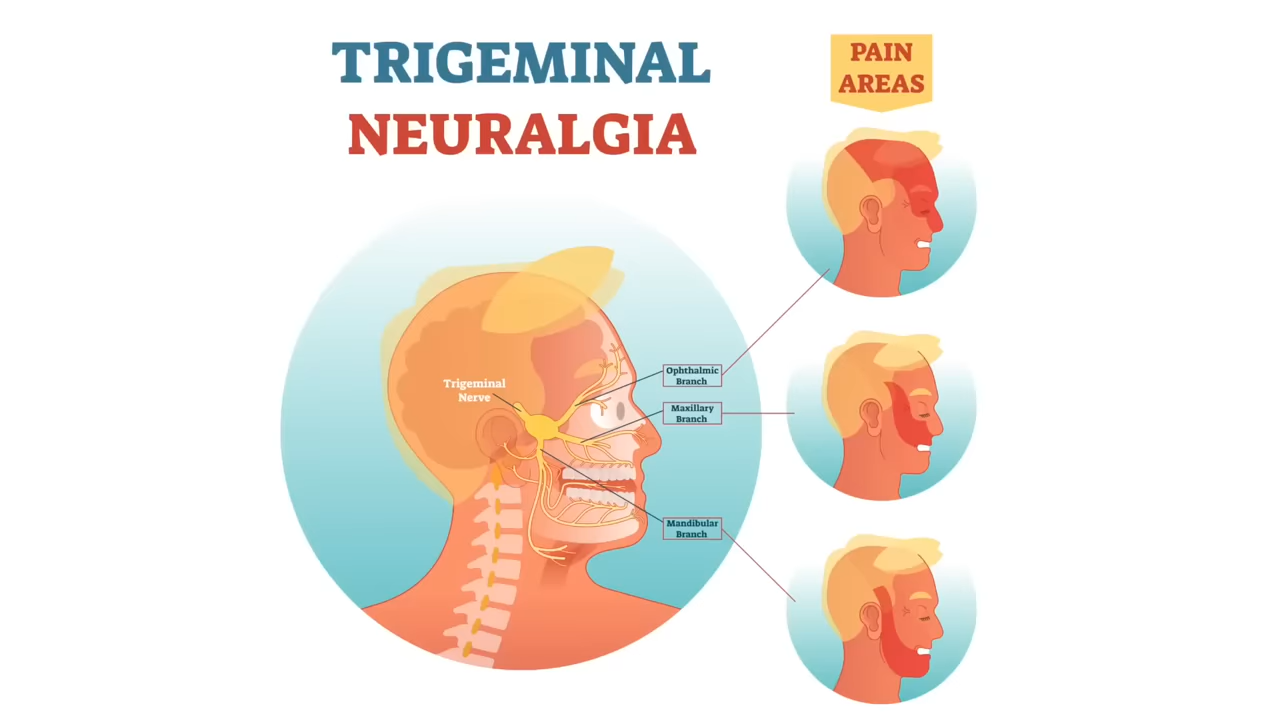 TRIGEMINAL
NEURALGIA
PAIN
AREAS
Trigeminal
Nerve
Ophthalmic
Branch
Maxillary
Branch
Mandibular
Branch